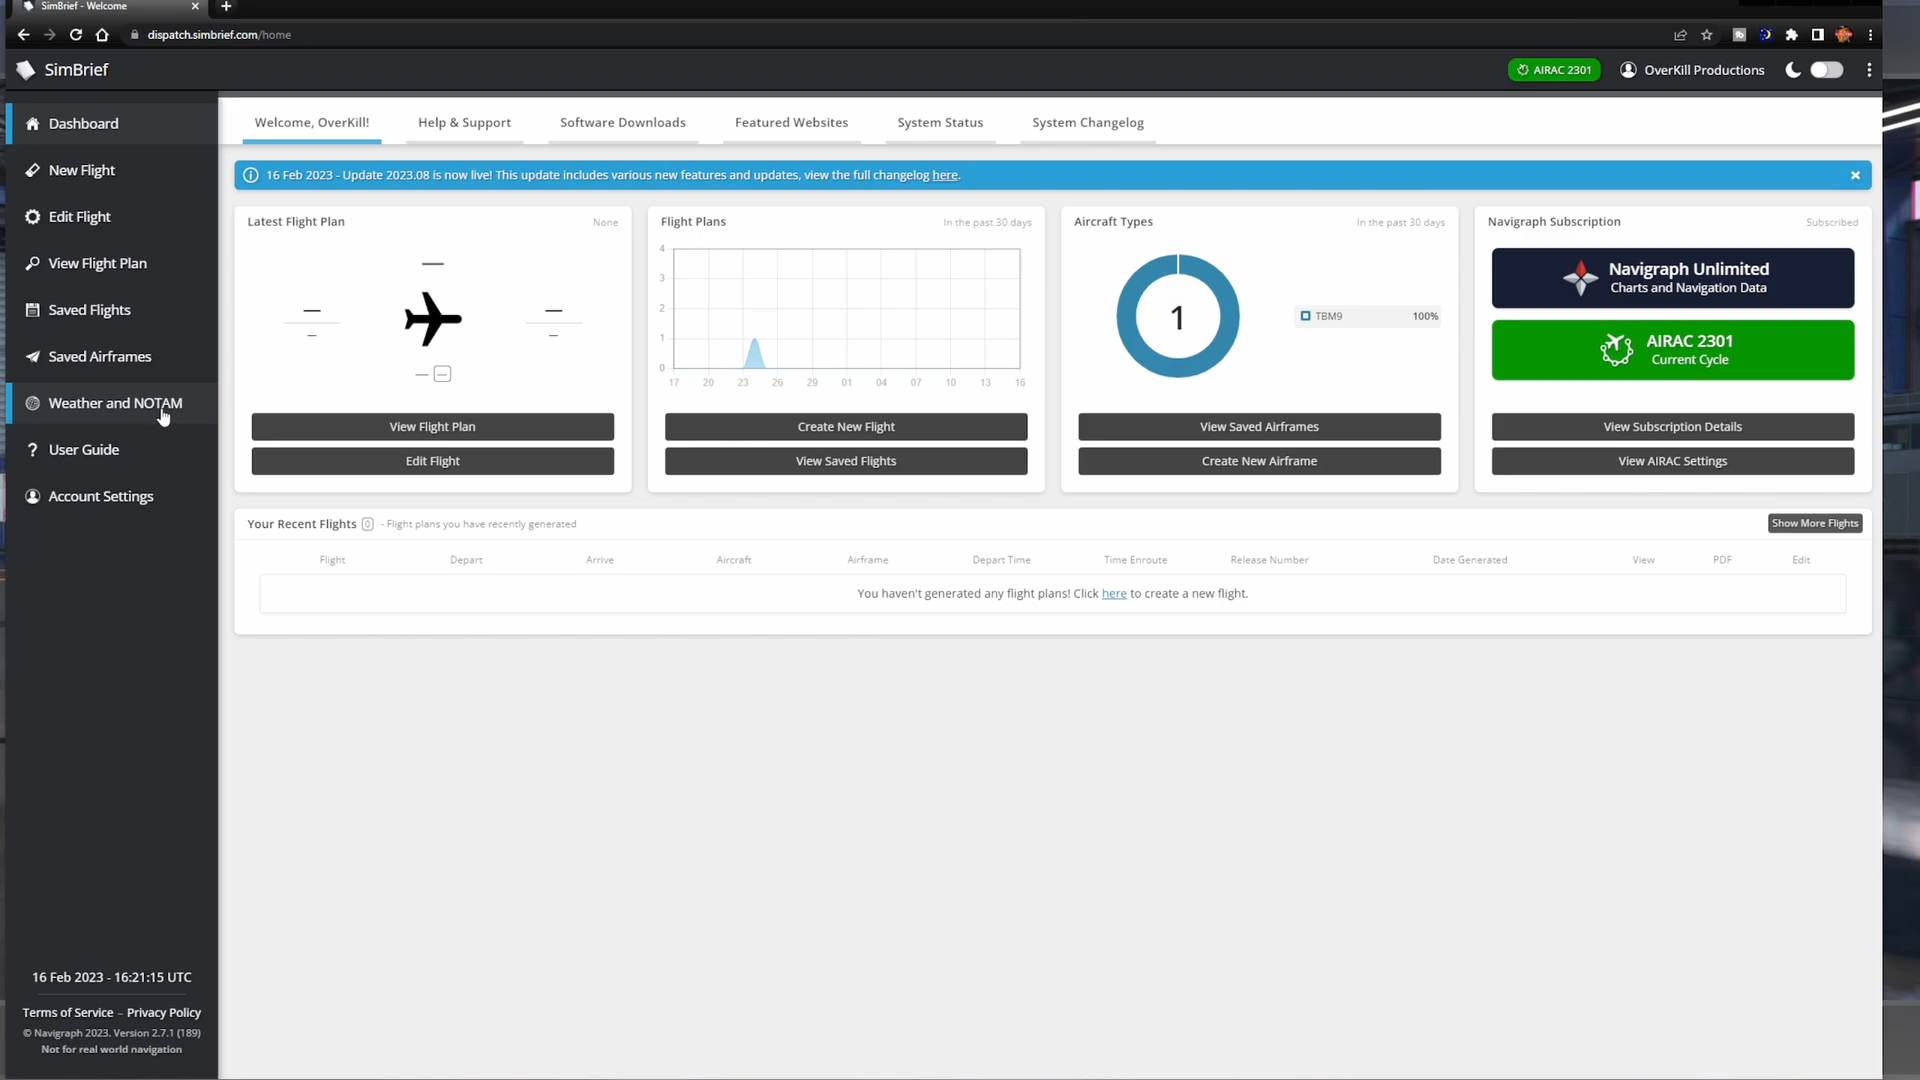 SimBrief - Welcome
dispatch.simbrief.com/home
SimBrief
AIRAC 2301
OverKill Productions
Dashboard
New Flight
Edit Flight
View Flight Plan
Saved Flights
Saved Airframes
Weather and NOTAM
User Guide
Account Settings
16 Feb 2023 - 16:21:15 UTC
Terms of Service – Privacy Policy
© Navigraph 2023. Version 2.7.1 (189)
Not for real world navigation
Welcome, OverKill!
Help & Support
Software Downloads
Featured Websites
System Status
System Changelog
16 Feb 2023 - Update 2023.08 is now live! This update includes various new features and updates, view the full changelog here.
Latest Flight Plan
None
View Flight Plan
Edit Flight
Flight Plans
In the past 30 days
4
3
2
1
0
17 20 23 26 29 01 04 07 10 13 16
Create New Flight
View Saved Flights
Aircraft Types
In the past 30 days
1
TBM9 100%
View Saved Airframes
Create New Airframe
Navigraph Subscription
Subscribed
Navigraph Unlimited
Charts and Navigation Data
AIRAC 2301
Current Cycle
View Subscription Details
View AIRAC Settings
Your Recent Flights 0 - Flight plans you have recently generated
Show More Flights
Flight Depart Arrive Aircraft Airframe Depart Time Time Enroute Release Number Date Generated View PDF Edit
You haven't generated any flight plans! Click here to create a new flight.